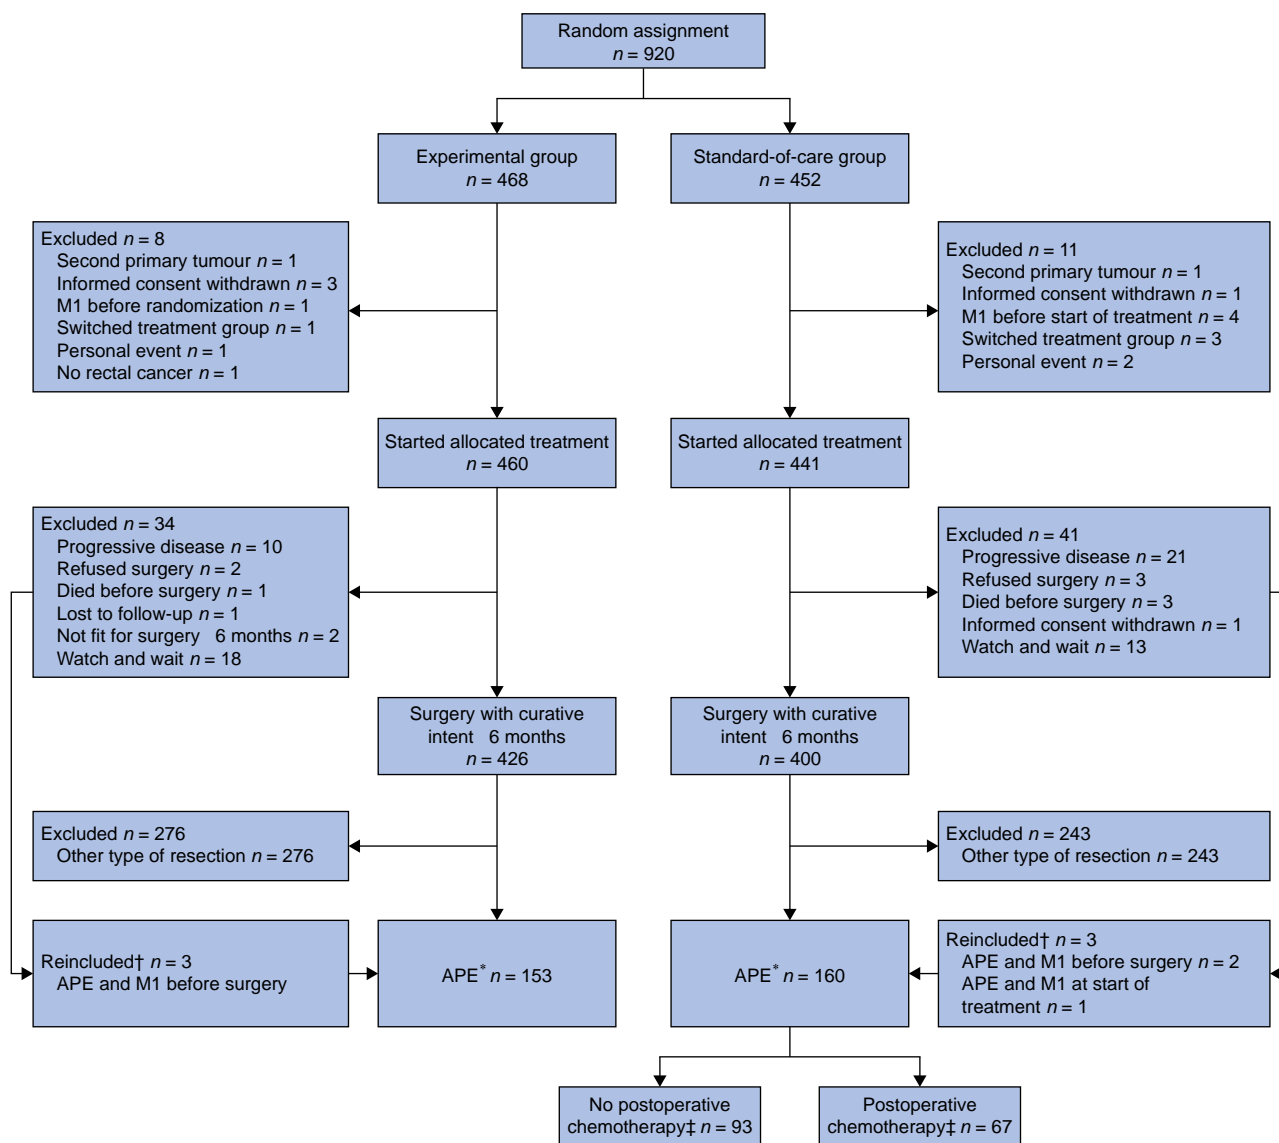 Random assignment
n = 920
Experimental group
n = 468
Standard-of-care group
n = 452
Excluded n = 8
Second primary tumour n = 1
Informed consent withdrawn n = 3
M1 before randomization n = 1
Switched treatment group n = 1
Personal event n = 1
No rectal cancer n = 1
Excluded n = 11
Second primary tumour n = 1
Informed consent withdrawn n = 1
M1 before start of treatment n = 4
Switched treatment group n = 3
Personal event n = 2
Started allocated treatment
n = 460
Started allocated treatment
n = 441
Excluded n = 34
Progressive disease n = 10
Refused surgery n = 2
Died before surgery n = 1
Lost to follow-up n = 1
Not fit for surgery 6 months n = 2
Watch and wait n = 18
Excluded n = 41
Progressive disease n = 21
Refused surgery n = 3
Died before surgery n = 3
Informed consent withdrawn n = 1
Watch and wait n = 13
Surgery with curative
intent 6 months
n = 426
Surgery with curative
intent 6 months
n = 400
Excluded n = 276
Other type of resection n = 276
Excluded n = 243
Other type of resection n = 243
Reincluded† n = 3
APE and M1 before surgery
APE* n = 153
APE* n = 160
Reincluded† n = 3
APE and M1 before surgery n = 2
APE and M1 at start of
treatment n = 1
No postoperative
chemotherapy‡ n = 93
Postoperative
chemotherapy‡ n = 67